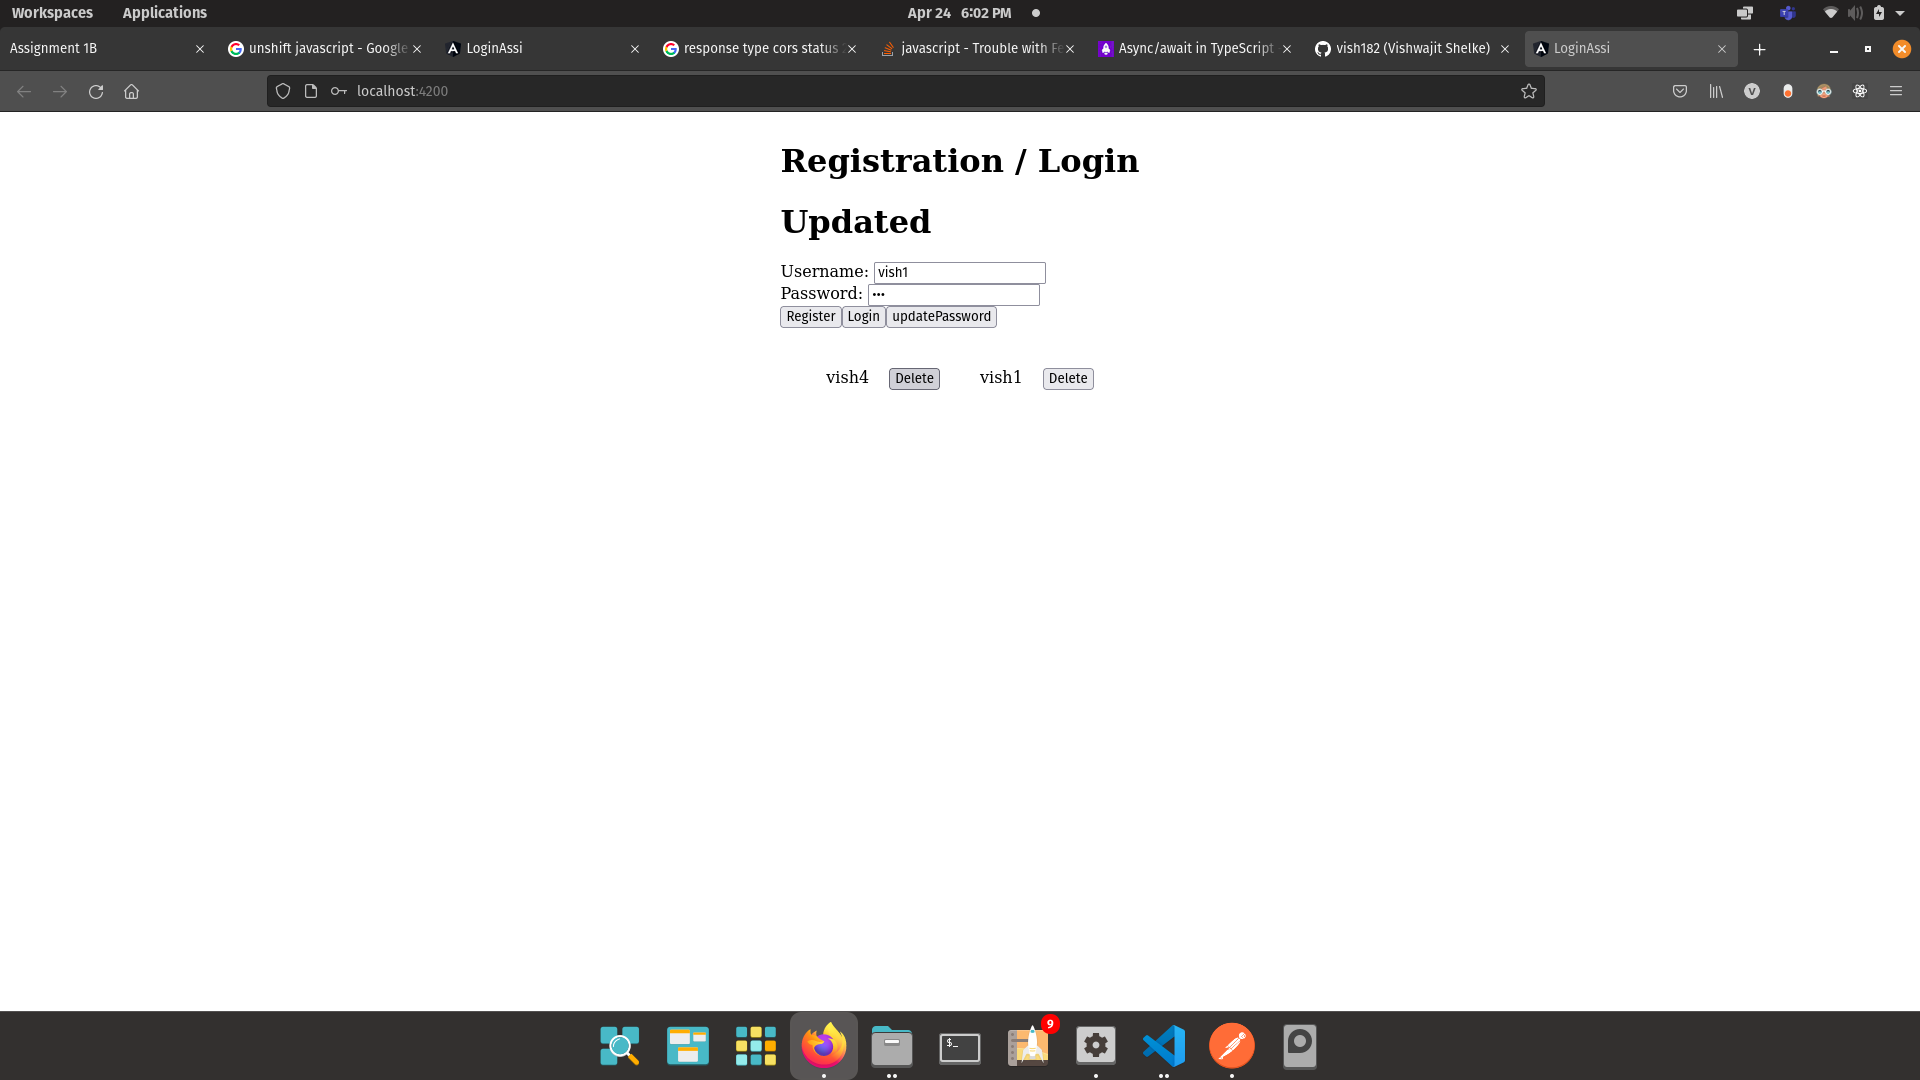 Workspaces Applications Apr 24 6:02 PM
Assignment 1B unshift javascript - Google LoginAssi response type cors status javascript - Trouble with Fe Async/await in TypeScript vish182 (Vishwajit Shelke) LoginAssi
localhost:4200 V
Registration / Login
Updated
Username: vish1
Password: •••
Register Login updatePassword
vish4 Delete vish1 Delete
$_ 9